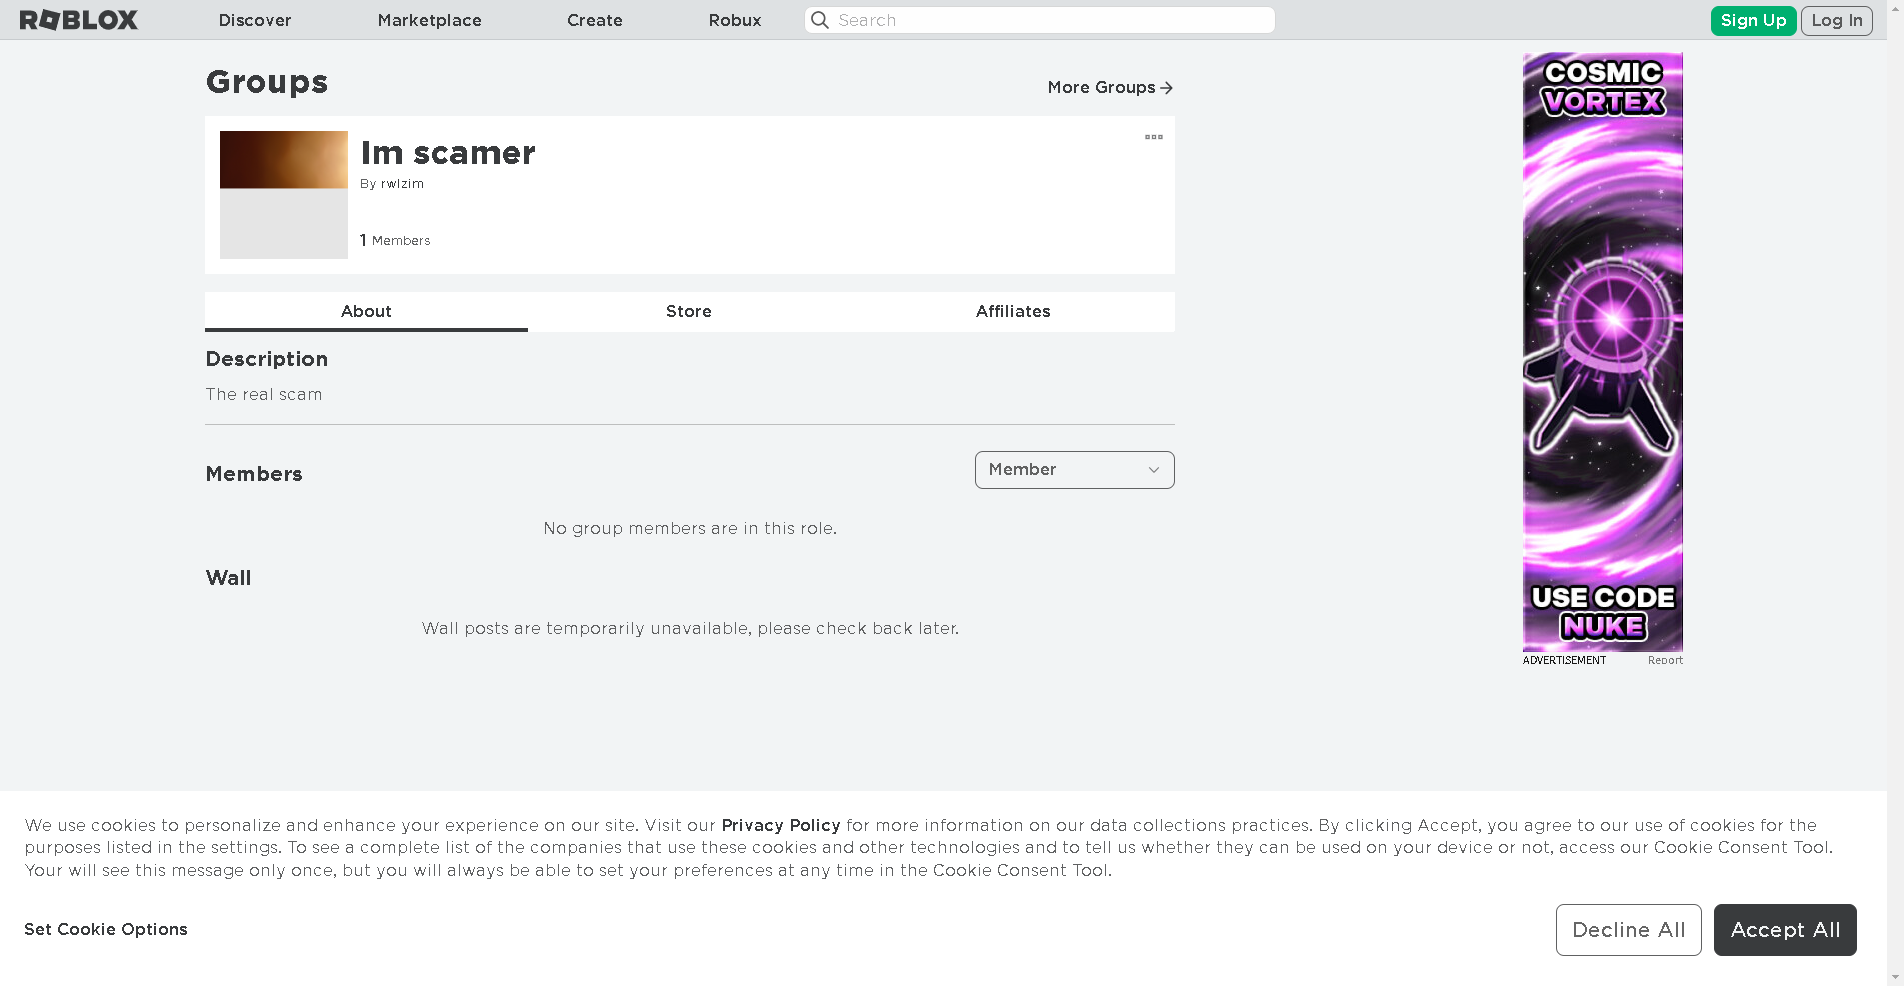 ROBLOX
Discover
Marketplace
Create
Robux
Search
Sign Up
Log In
Groups
More Groups
Im scamer
By rwlzim
1 Members
About
Store
Affiliates
Description
The real scam
Members
Member
No group members are in this role.
Wall
Wall posts are temporarily unavailable, please check back later.
COSMIC
VORTEX
USE CODE
NUKE
ADVERTISEMENT
Report
We use cookies to personalize and enhance your experience on our site. Visit our Privacy Policy for more information on our data collections practices. By clicking Accept, you agree to our use of cookies for the
purposes listed in the settings. To see a complete list of the companies that use these cookies and other technologies and to tell us whether they can be used on your device or not, access our Cookie Consent Tool.
Your will see this message only once, but you will always be able to set your preferences at any time in the Cookie Consent Tool.
Set Cookie Options
Decline All
Accept All